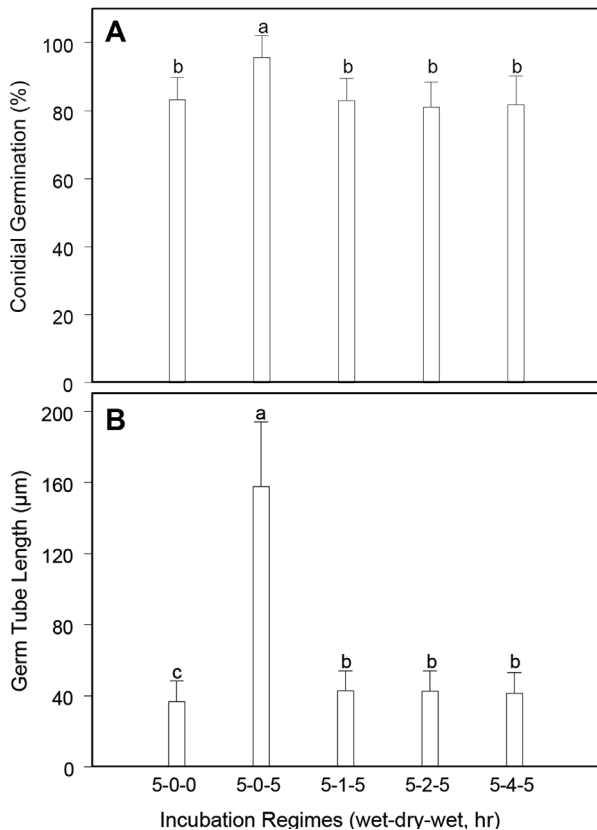 A
a
b
b
b
b
100
80
60
40
20
0
Conidial Germination (%)
B
a
c
b
b
b
200
160
120
80
40
0
Germ Tube Length (μm)
5-0-0 5-0-5 5-1-5 5-2-5 5-4-5
Incubation Regimes (wet-dry-wet, hr)